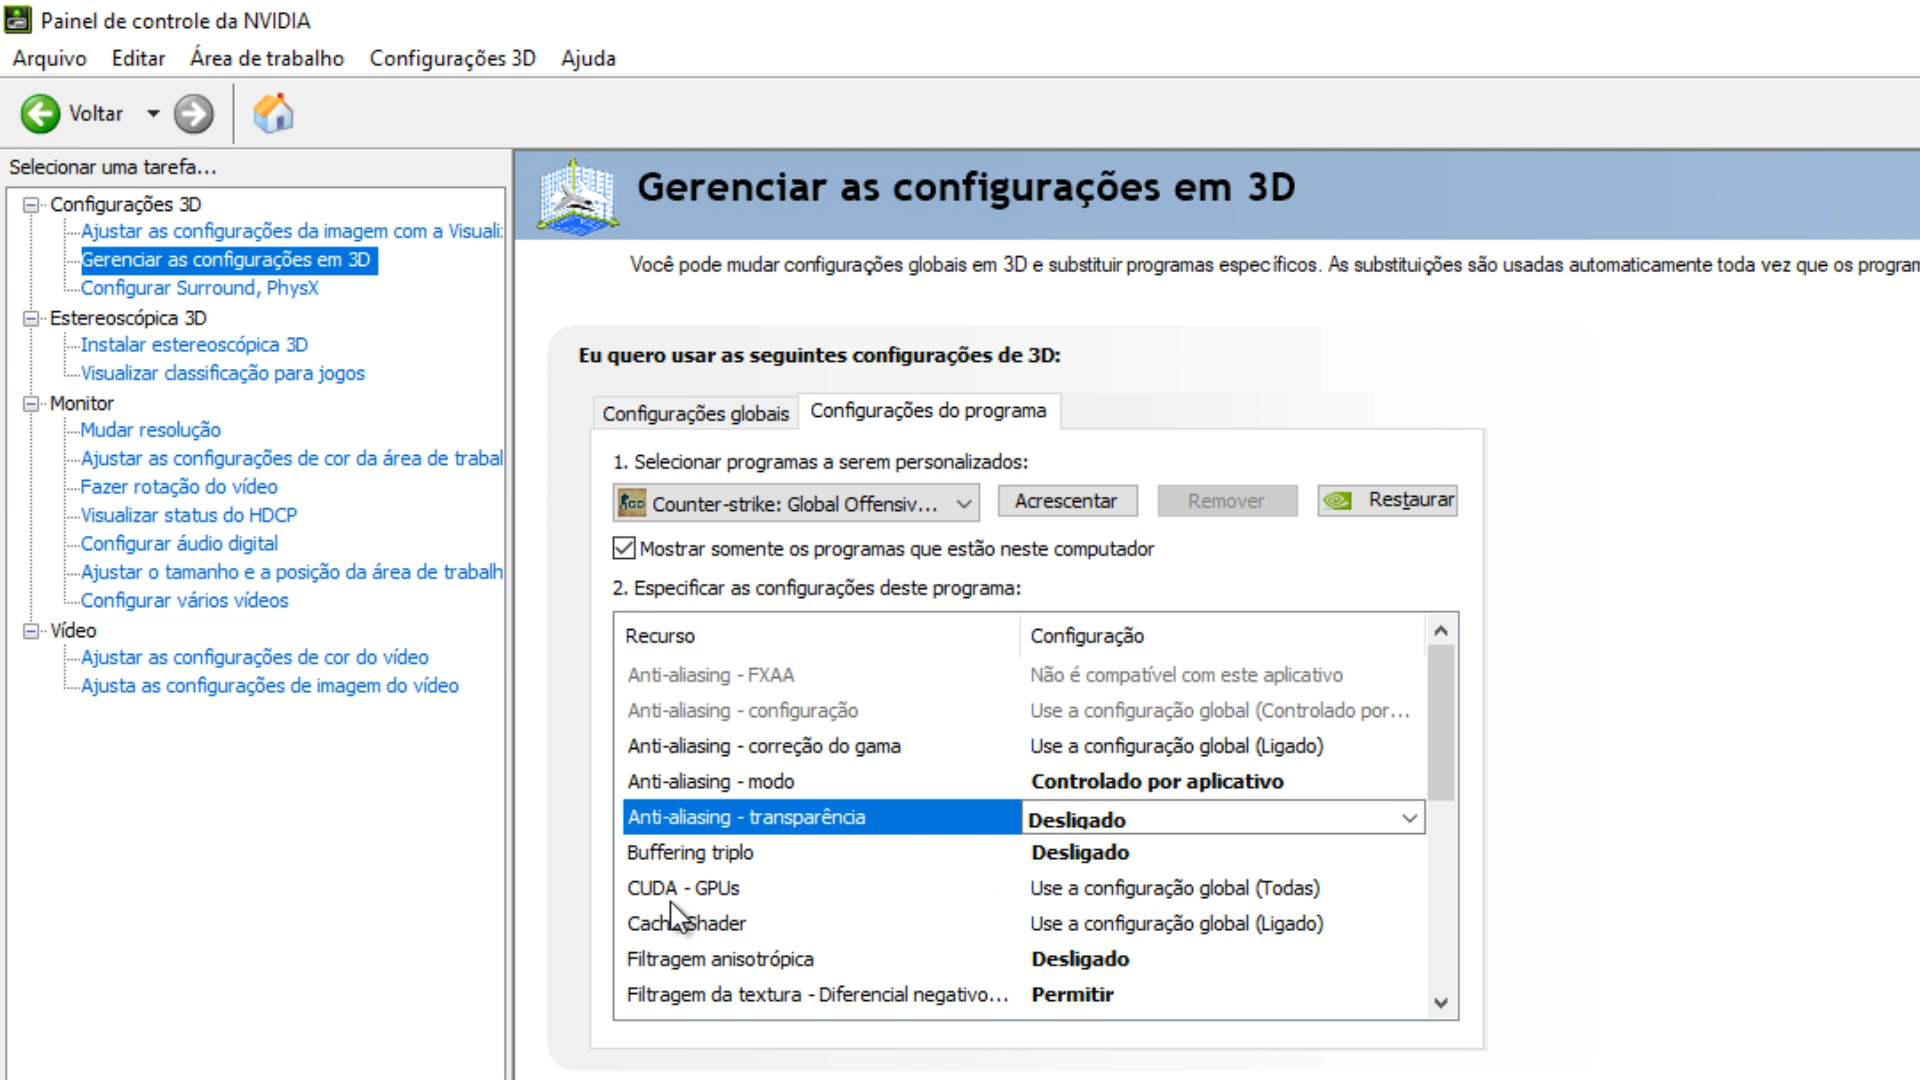 Painel de controle da NVIDIA
Arquivo Editar Área de trabalho Configurações 3D Ajuda
Voltar
Selecionar uma tarefa...
Configurações 3D
Ajustar as configurações da imagem com a Visuali
Gerenciar as configurações em 3D
Configurar Surround, PhysX
Estereoscópica 3D
Instalar estereoscópica 3D
Visualizar classificação para jogos
Monitor
Mudar resolução
Ajustar as configurações de cor da área de trabal
Fazer rotação do vídeo
Visualizar status do HDCP
Configurar áudio digital
Ajustar o tamanho e a posição da área de trabalh
Configurar vários vídeos
Vídeo
Ajustar as configurações de cor do vídeo
Ajusta as configurações de imagem do vídeo
Gerenciar as configurações em 3D
Você pode mudar configurações globais em 3D e substituir programas específicos. As substituições são usadas automaticamente toda vez que os program
Eu quero usar as seguintes configurações de 3D:
Configurações globais Configurações do programa
1. Selecionar programas a serem personalizados:
Counter-strike: Global Offensiv... Acrescentar Remover Restaurar
Mostrar somente os programas que estão neste computador
2. Especificar as configurações deste programa:
Recurso Configuração
Anti-aliasing - FXAA Não é compatível com este aplicativo
Anti-aliasing - configuração Use a configuração global (Controlado por...
Anti-aliasing - correção do gama Use a configuração global (Ligado)
Anti-aliasing - modo Controlado por aplicativo
Anti-aliasing - transparência Desligado
Buffering triplo Desligado
CUDA - GPUs Use a configuração global (Todas)
Cache Shader Use a configuração global (Ligado)
Filtragem anisotrópica Desligado
Filtragem da textura - Diferencial negativo... Permitir